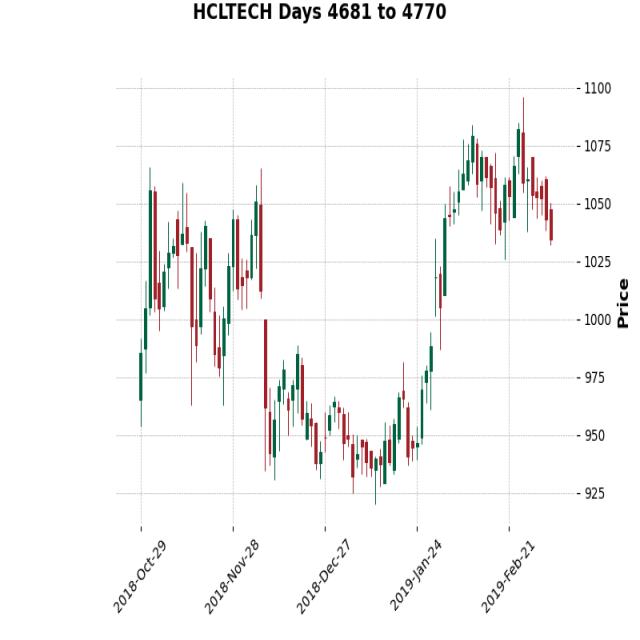 HCLTECH Days 4681 to 4770
1100
1075
1050
1025
1000
975
950
925
Price
2018-Oct-29
2018-Nov-28
2018-Dec-27
2019-Jan-24
2019-Feb-21